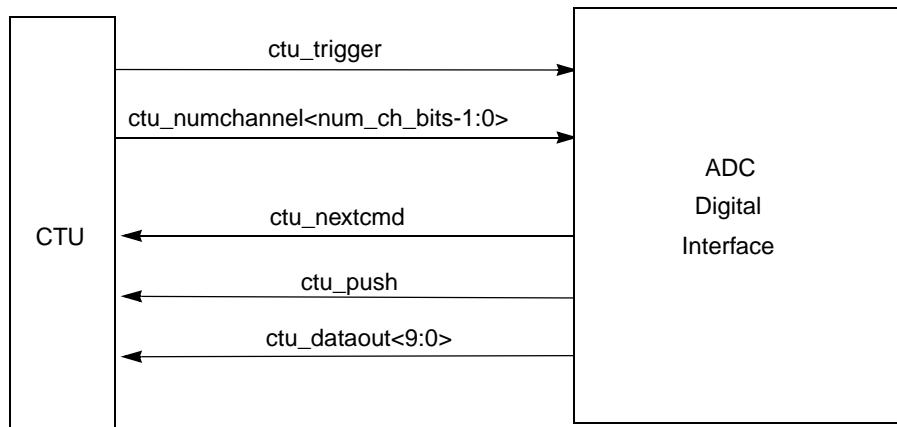 ctu_trigger
ctu_numchannel<num_ch_bits-1:0>
ADC
Digital
Interface
CTU
ctu_nextcmd
ctu_push
ctu_dataout<9:0>